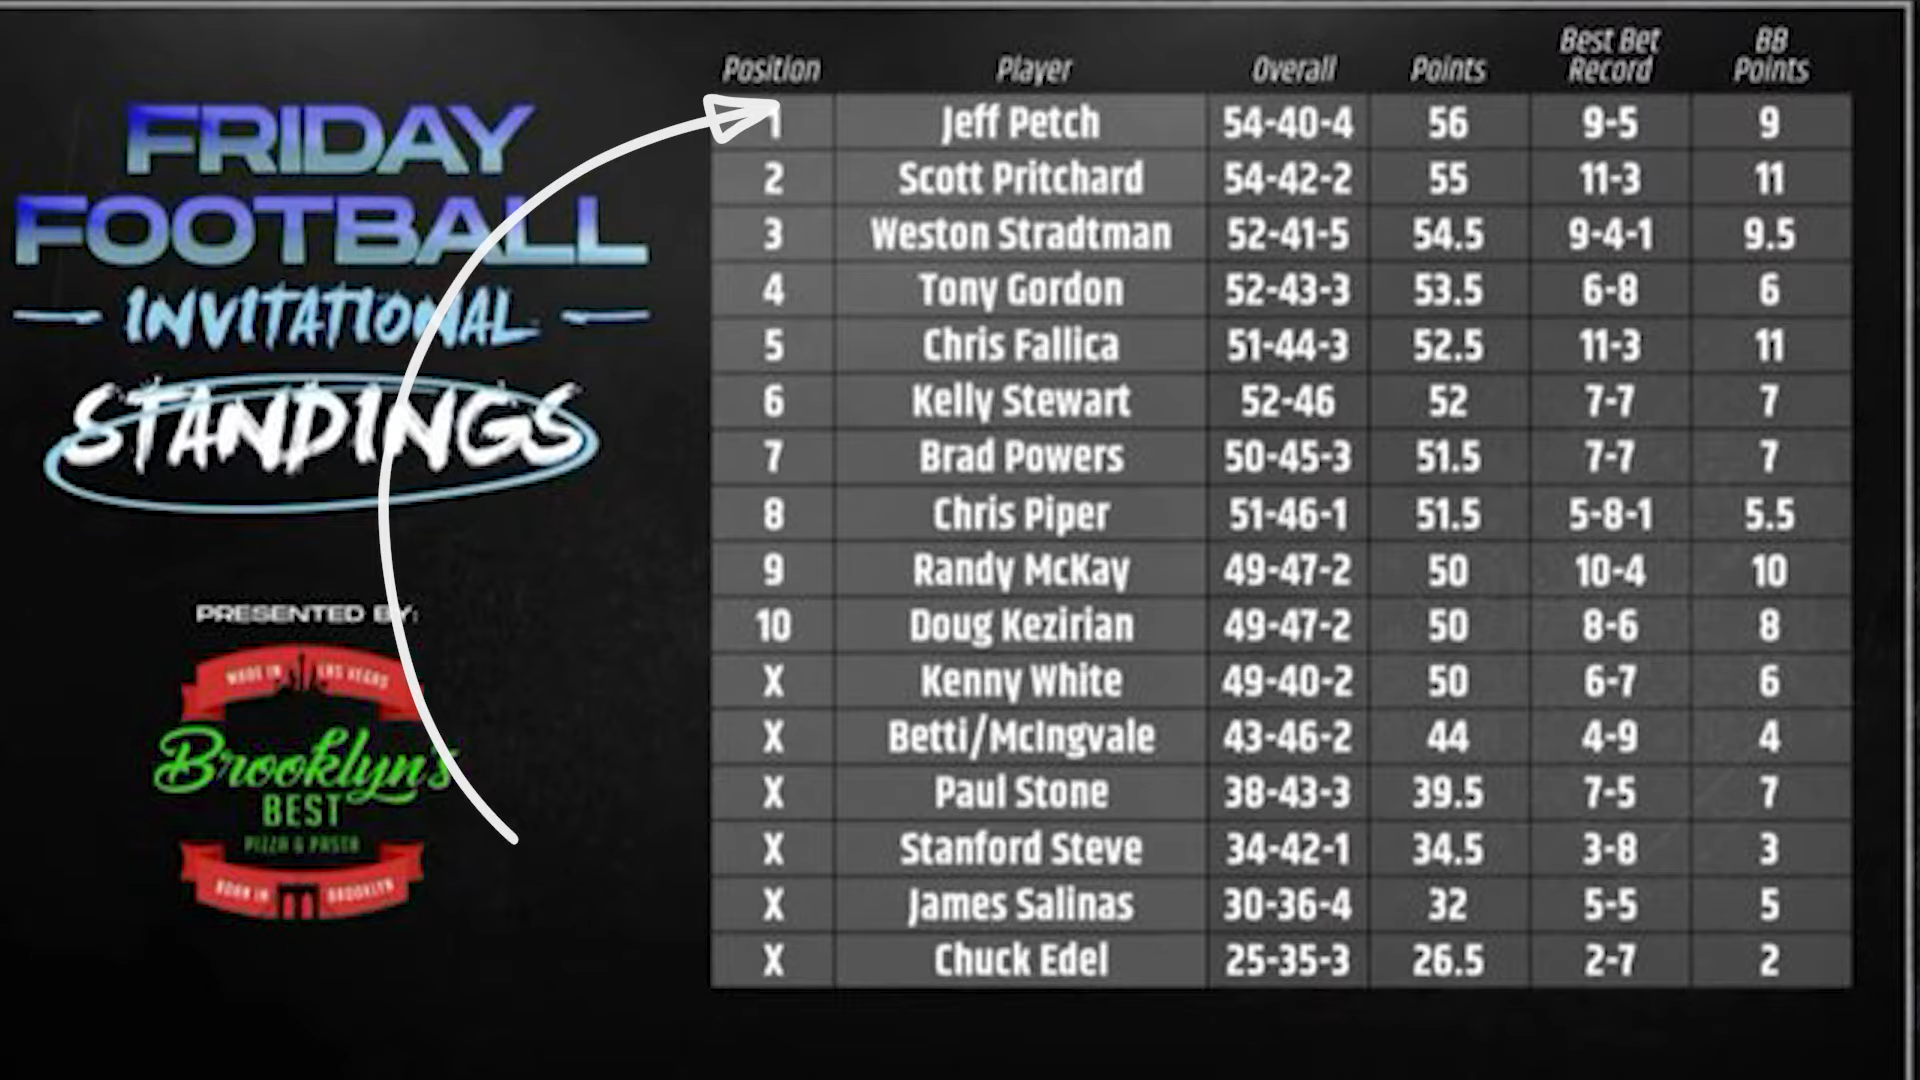 FRIDAY
FOOTBALL
INVITATIONAL
STANDINGS
PRESENTED BY:
MADE IN LAS VEGAS
Brooklyn's
BEST
PIZZA & PASTA
BORN IN BROOKLYN
Position Player Overall Points Best Bet Record BB Points
1 Jeff Petch 54-40-4 56 9-5 9
2 Scott Pritchard 54-42-2 55 11-3 11
3 Weston Stradtman 52-41-5 54.5 9-4-1 9.5
4 Tony Gordon 52-43-3 53.5 6-8 6
5 Chris Fallica 51-44-3 52.5 11-3 11
6 Kelly Stewart 52-46 52 7-7 7
7 Brad Powers 50-45-3 51.5 7-7 7
8 Chris Piper 51-46-1 51.5 5-8-1 5.5
9 Randy McKay 49-47-2 50 10-4 10
10 Doug Kezirian 49-47-2 50 8-6 8
X Kenny White 49-40-2 50 6-7 6
X Betti/McIngvale 43-46-2 44 4-9 4
X Paul Stone 38-43-3 39.5 7-5 7
X Stanford Steve 34-42-1 34.5 3-8 3
X James Salinas 30-36-4 32 5-5 5
X Chuck Edel 25-35-3 26.5 2-7 2